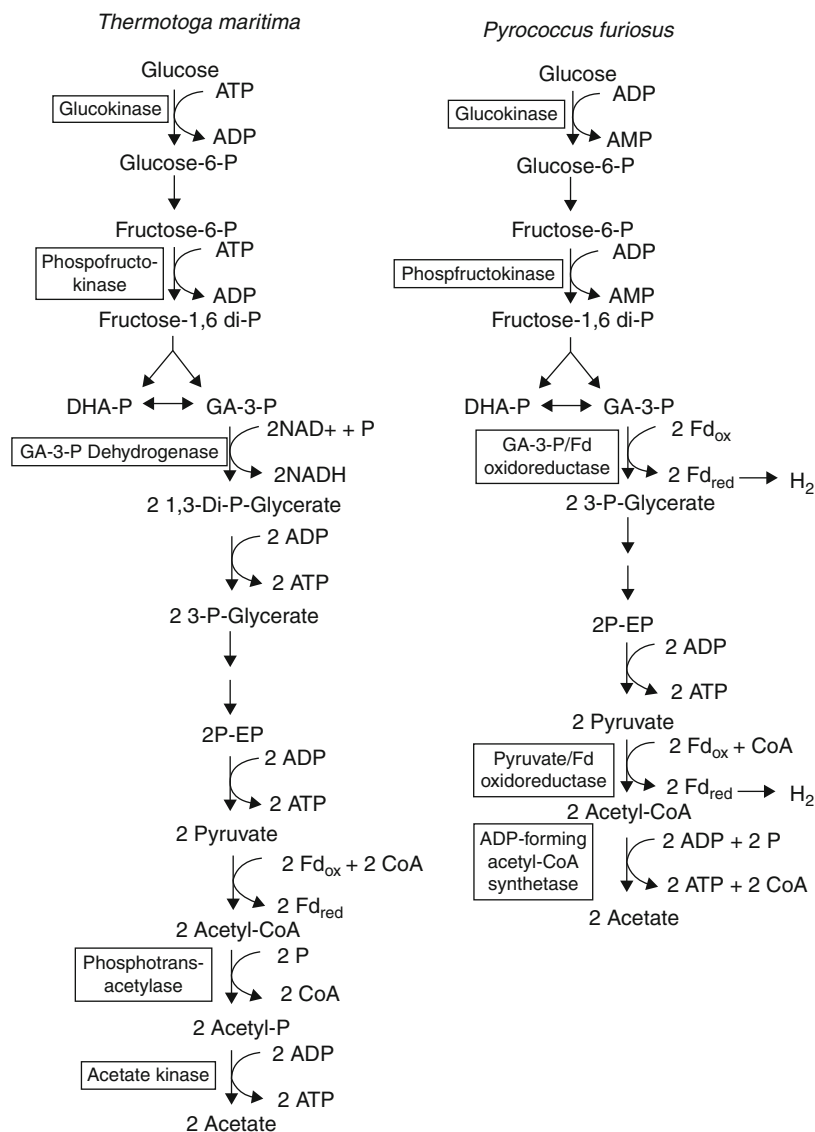 Thermotoga maritima
Glucose
ATP
Glucokinase
ADP
Glucose-6-P
Fructose-6-P
ATP
Phospofructo-
kinase
ADP
Fructose-1,6 di-P
DHA-P
GA-3-P
2NAD+ + P
GA-3-P Dehydrogenase
2NADH
2 1,3-Di-P-Glycerate
2 ADP
2 ATP
2 3-P-Glycerate
2P-EP
2 ADP
2 ATP
2 Pyruvate
2 Fdox + 2 CoA
2 Fdred
2 Acetyl-CoA
2 P
Phosphotrans-
acetylase
2 CoA
2 Acetyl-P
2 ADP
Acetate kinase
2 ATP
2 Acetate
Pyrococcus furiosus
Glucose
ADP
Glucokinase
AMP
Glucose-6-P
Fructose-6-P
ADP
Phospfructokinase
AMP
Fructose-1,6 di-P
DHA-P
GA-3-P
2 Fdox
GA-3-P/Fd
oxidoreductase
2 Fdred
H2
2 3-P-Glycerate
2P-EP
2 ADP
2 ATP
2 Pyruvate
2 Fdox + CoA
Pyruvate/Fd
oxidoreductase
2 Fdred
H2
2 Acetyl-CoA
ADP-forming
acetyl-CoA
synthetase
2 ADP + 2 P
2 ATP + 2 CoA
2 Acetate